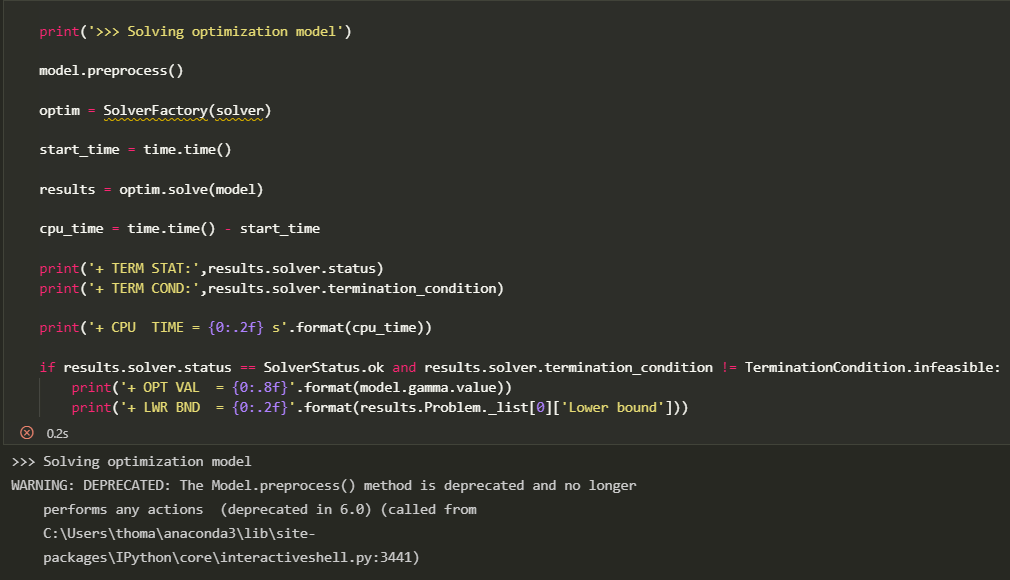 print('>>> Solving optimization model')
model.preprocess()
optim = SolverFactory(solver)
start_time = time.time()
results = optim.solve(model)
cpu_time = time.time() - start_time
print('+ TERM STAT:',results.solver.status)
print('+ TERM COND:',results.solver.termination_condition)
print('+ CPU  TIME = {0:.2f} s'.format(cpu_time))
if results.solver.status == SolverStatus.ok and results.solver.termination_condition != TerminationCondition.infeasible:
    print('+ OPT VAL  = {0:.8f}'.format(model.gamma.value))
    print('+ LWR BND  = {0:.2f}'.format(results.Problem._list[0]['Lower bound']))
0.2s
>>> Solving optimization model
WARNING: DEPRECATED: The Model.preprocess() method is deprecated and no longer
    performs any actions  (deprecated in 6.0) (called from
    C:\Users\thoma\anaconda3\lib\site-
    packages\IPython\core\interactiveshell.py:3441)